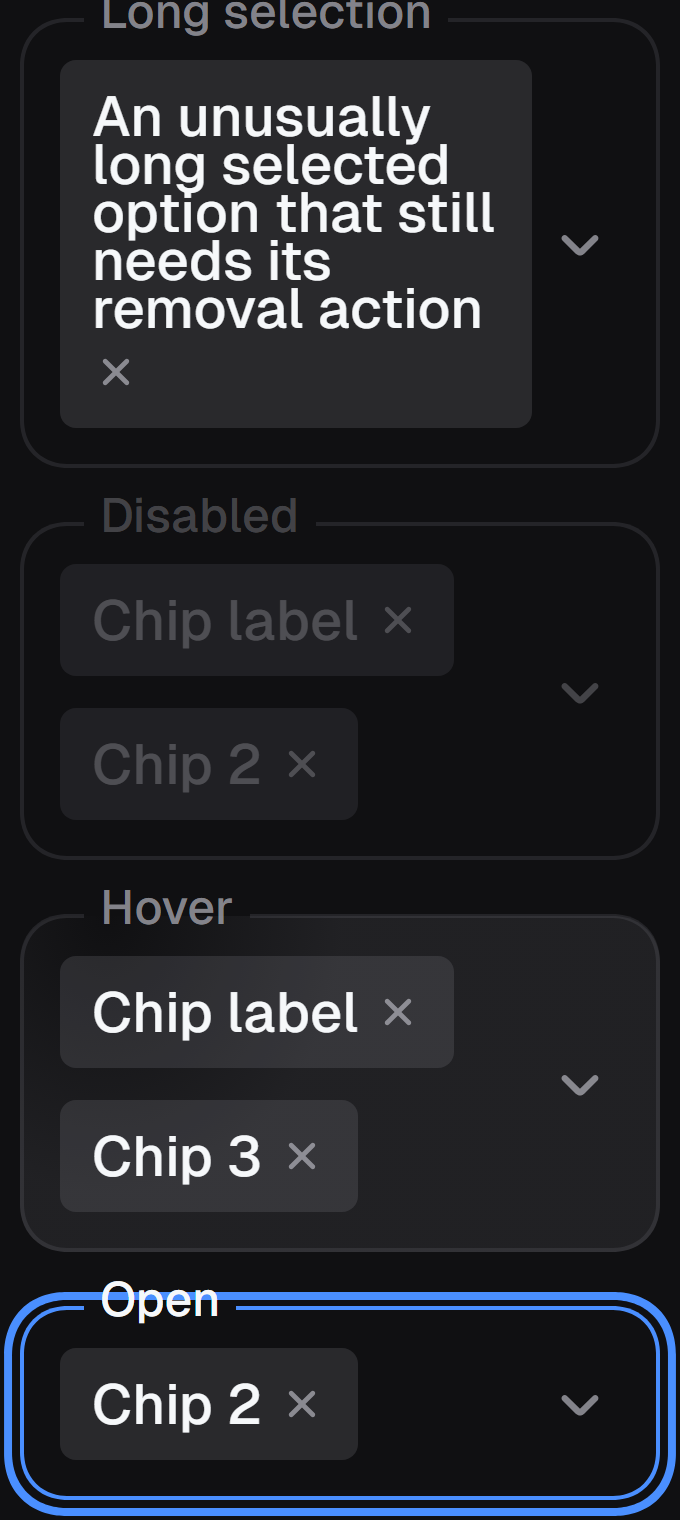 Long selection
An unusually
long selected
option that still
needs its
removal action
Disabled
Chip label
Chip 2
Hover
Chip label
Chip 3
Open
Chip 2